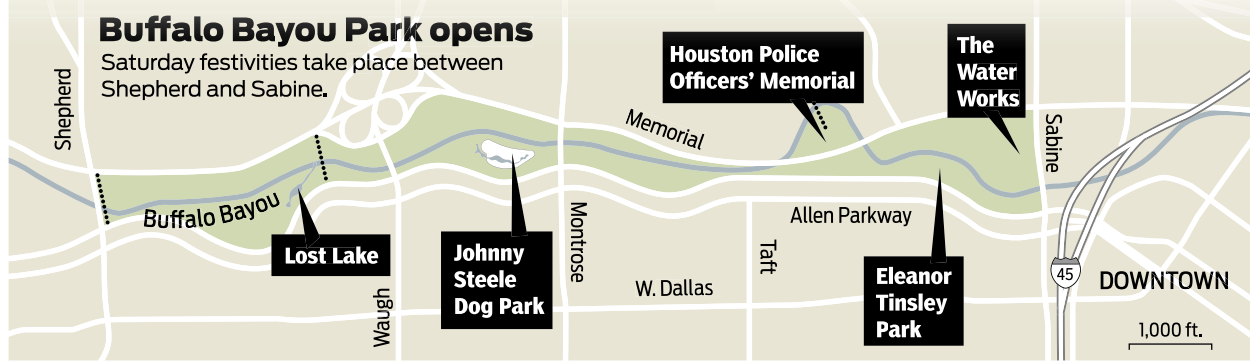 Buffalo Bayou Park opens
Saturday festivities take place between
Shepherd and Sabine.
Shepherd
Buffalo Bayou
Lost Lake
Waugh
Johnny
Steele
Dog Park
Montrose
Memorial
Houston Police
Officers’ Memorial
W. Dallas
Taft
Allen Parkway
Eleanor
Tinsley
Park
The
Water
Works
Sabine
45
DOWNTOWN
1,000 ft.